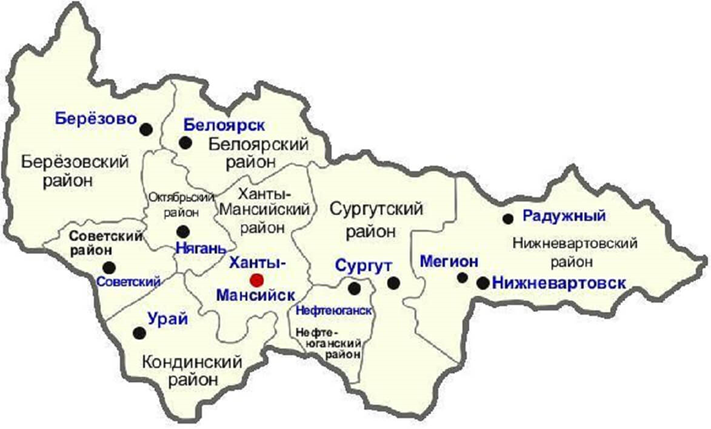 Берёзово
Белоярск
Белоярский
район
Берёзовский
район
Октябрьский
район
Ханты-
Мансийский
район
Сургутский
район
Радужный
Нижневартовский
район
Советский
район
Нягань
Советский
Ханты-
Мансийск
Сургут
Мегион
Нижневартовск
Нефтеюганск
Урай
Нефте-
юганский
район
Кондинский
район